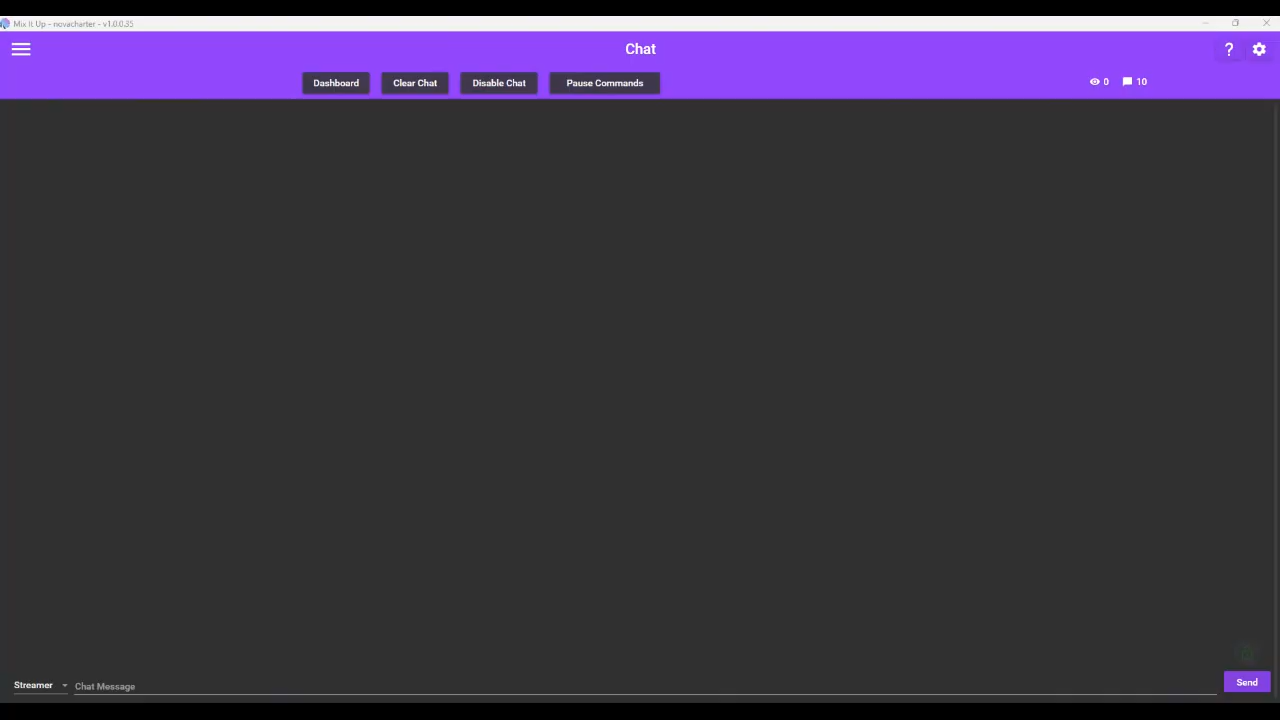 Mix It Up - novacharter - v1.0.0.35
Chat
?
Dashboard
Clear Chat
Disable Chat
Pause Commands
0
10
Streamer
Chat Message
Send